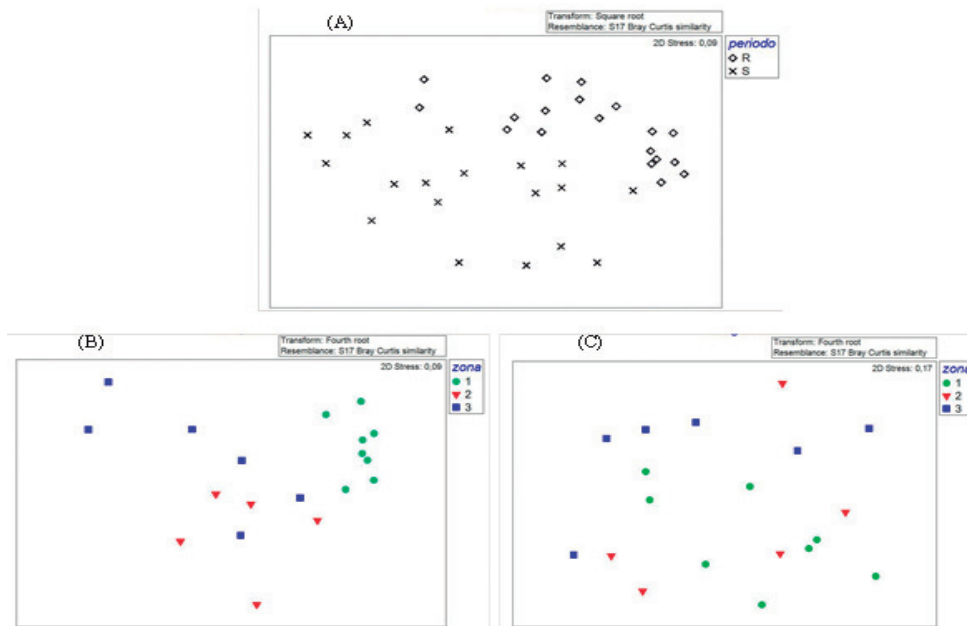 (A)
Transform: Square root
Resemblance: S17 Bray Curtis similarity
2D Stress: 0,09
periodo
R
S
(B)
Transform: Fourth root
Resemblance: S17 Bray Curtis similarity
2D Stress: 0,09
zona
1
2
3
(C)
Transform: Fourth root
Resemblance: S17 Bray Curtis similarity
2D Stress: 0,17
zona
1
2
3